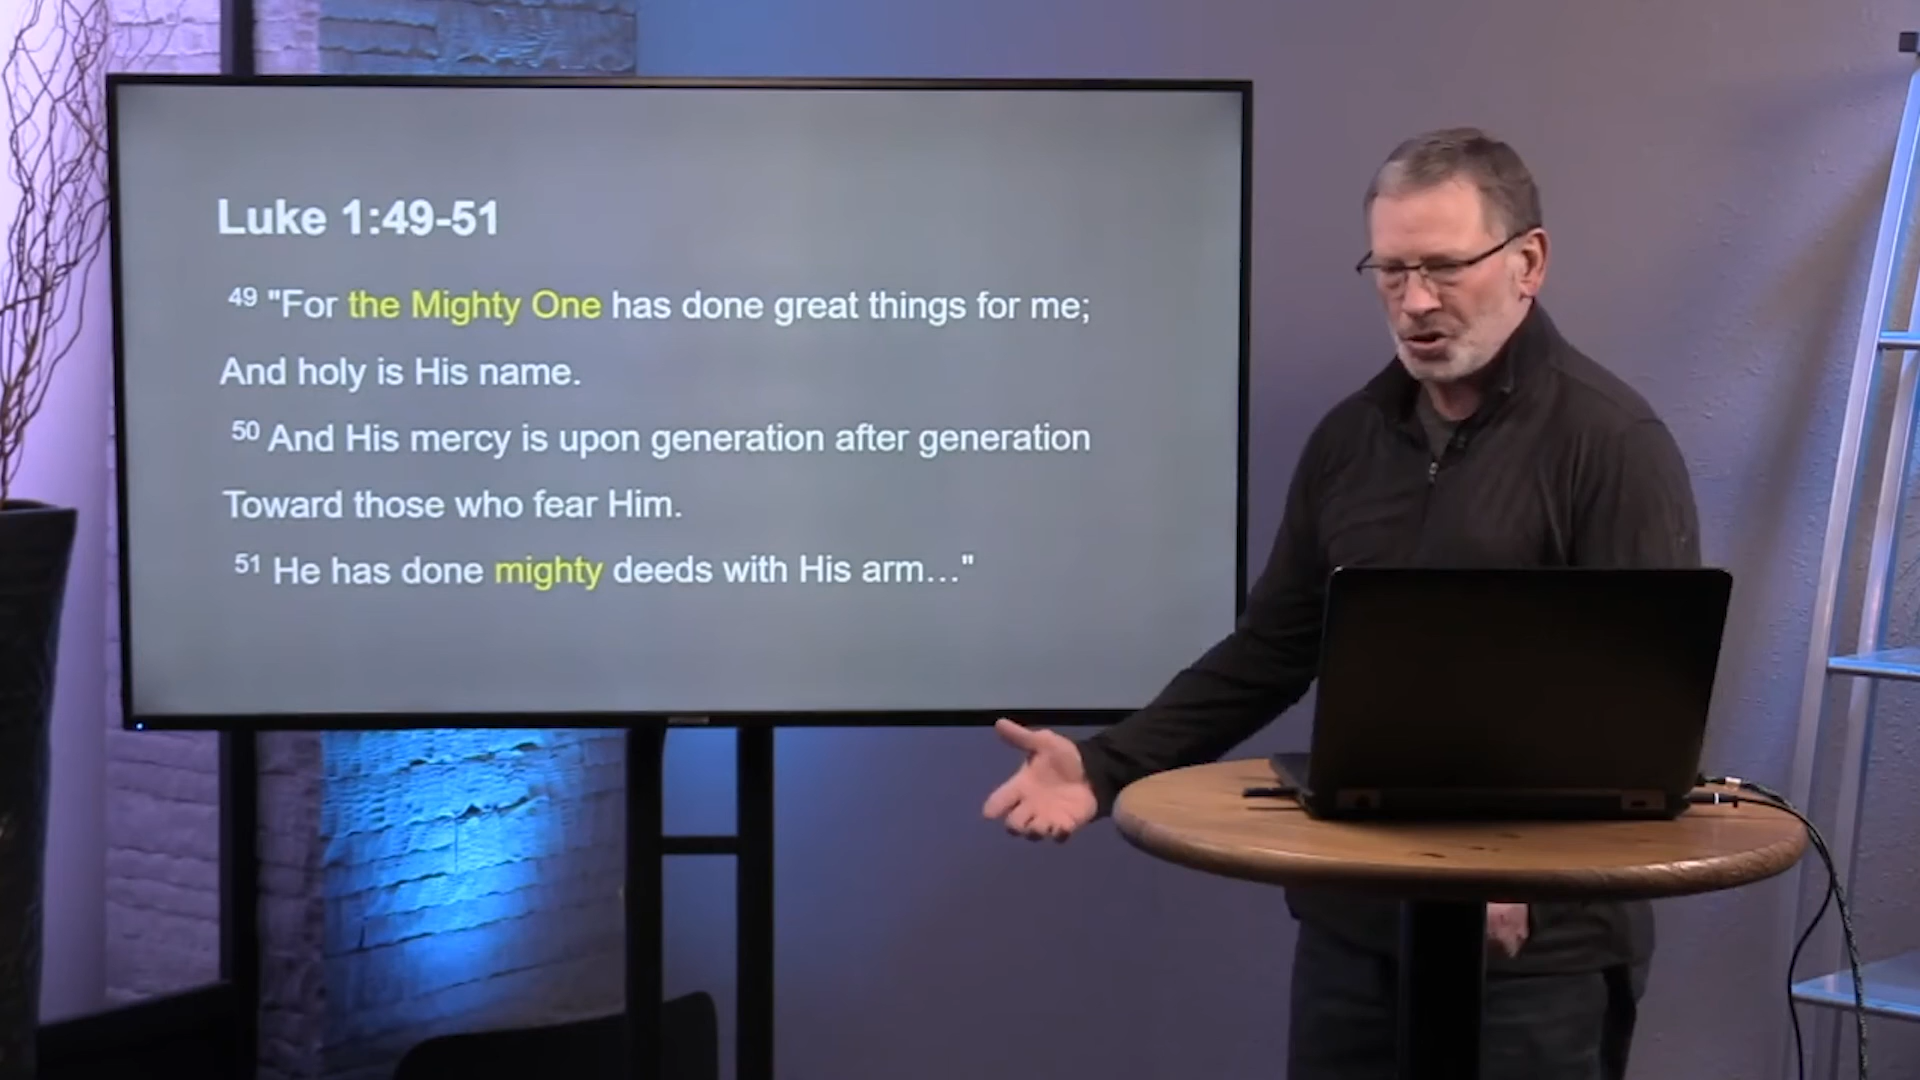 Luke 1:49-51
49 "For the Mighty One has done great things for me;
And holy is His name.
50 And His mercy is upon generation after generation
Toward those who fear Him.
51 He has done mighty deeds with His arm…"